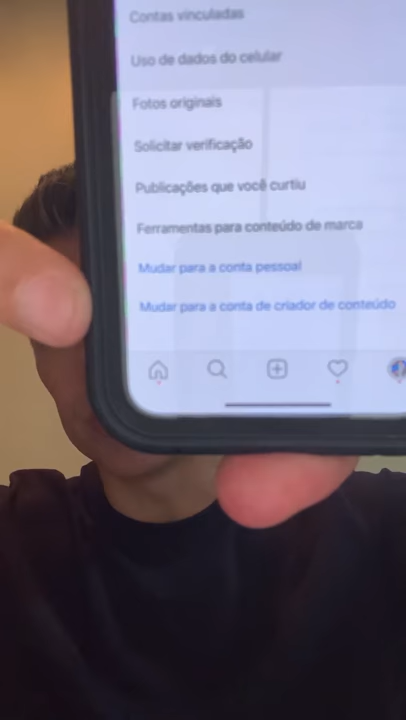 Contas vinculadas
Uso de dados do celular
Fotos originais
Solicitar verificação
Publicações que você curtiu
Ferramentas para conteúdo de marca
Mudar para a conta pessoal
Mudar para a conta de criador de conteúdo